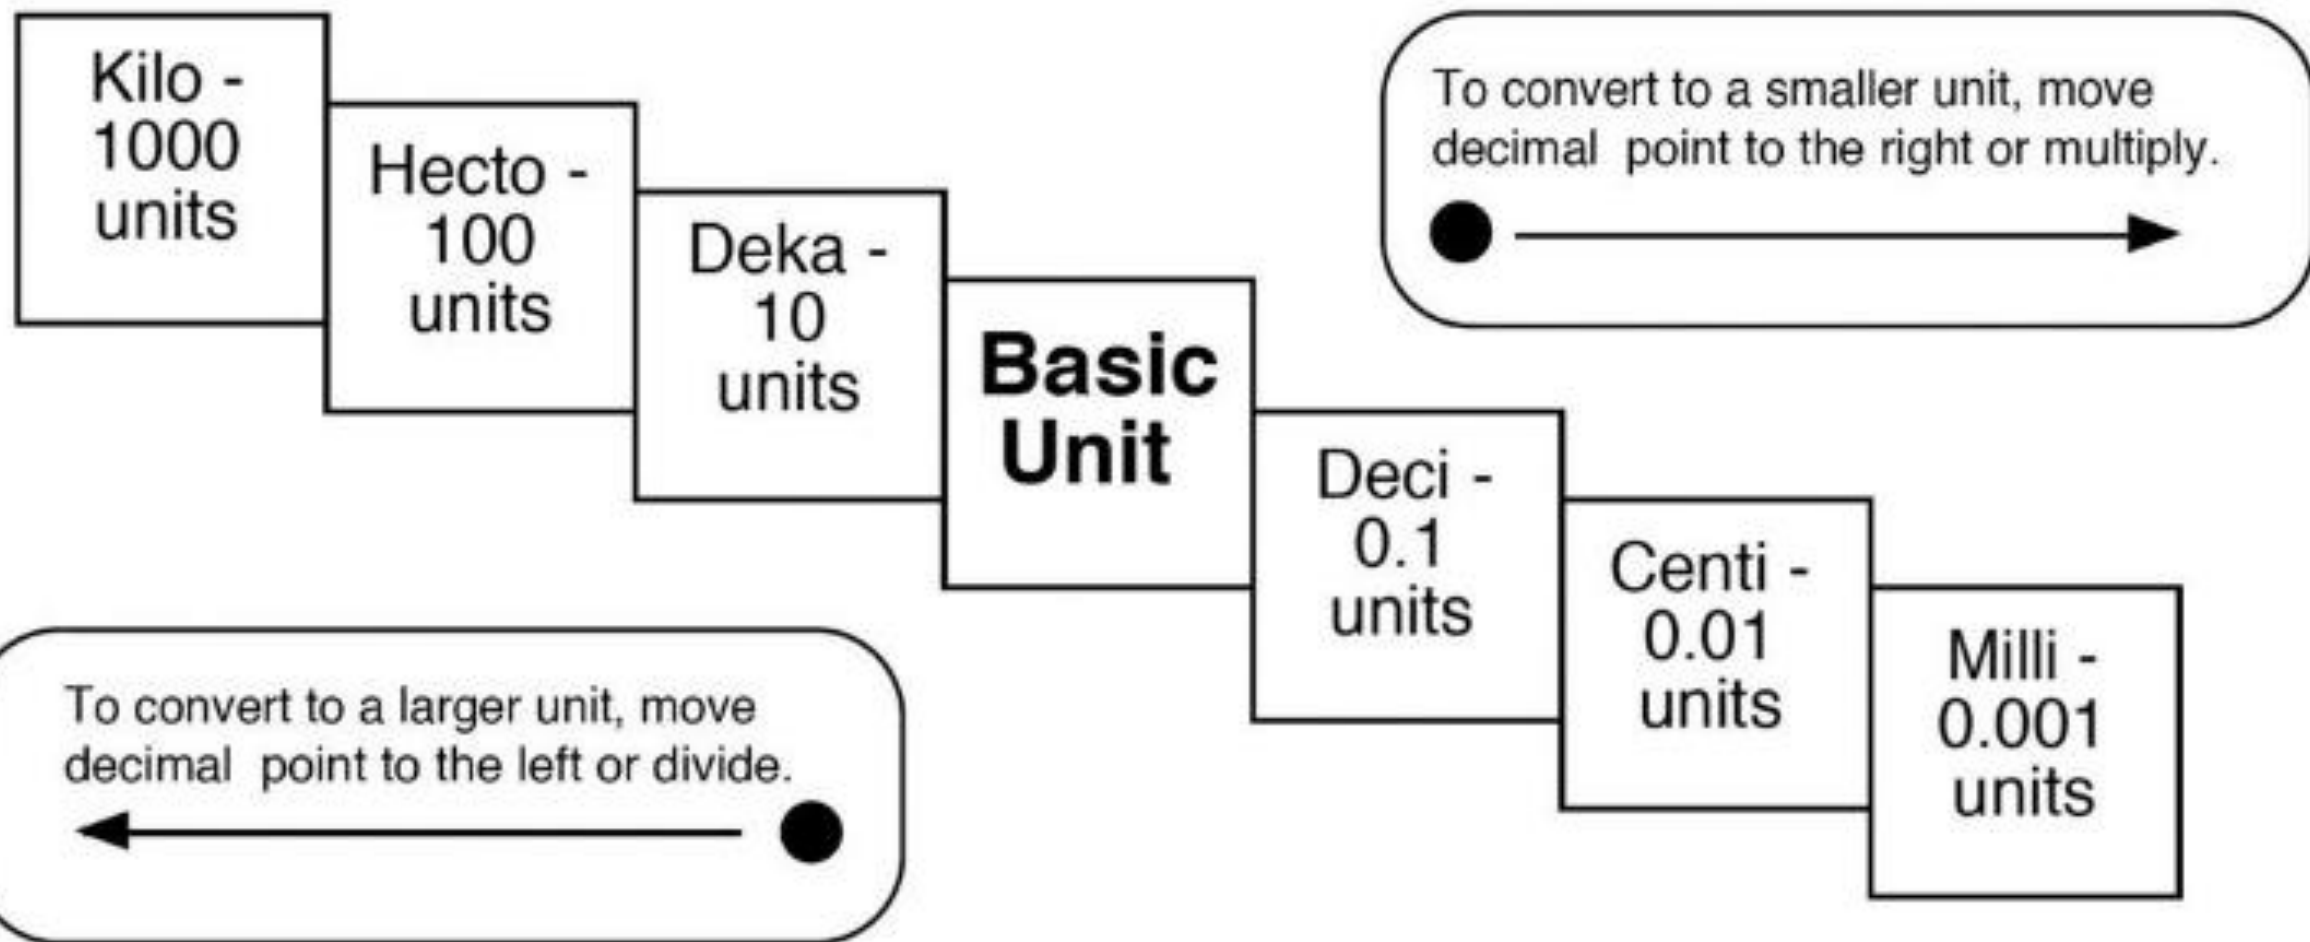 Kilo -
1000
units
Hecto -
100
units
Deka -
10
units
Basic
Unit
Deci -
0.1
units
Centi -
0.01
units
Milli -
0.001
units
To convert to a smaller unit, move
decimal point to the right or multiply.
To convert to a larger unit, move
decimal point to the left or divide.